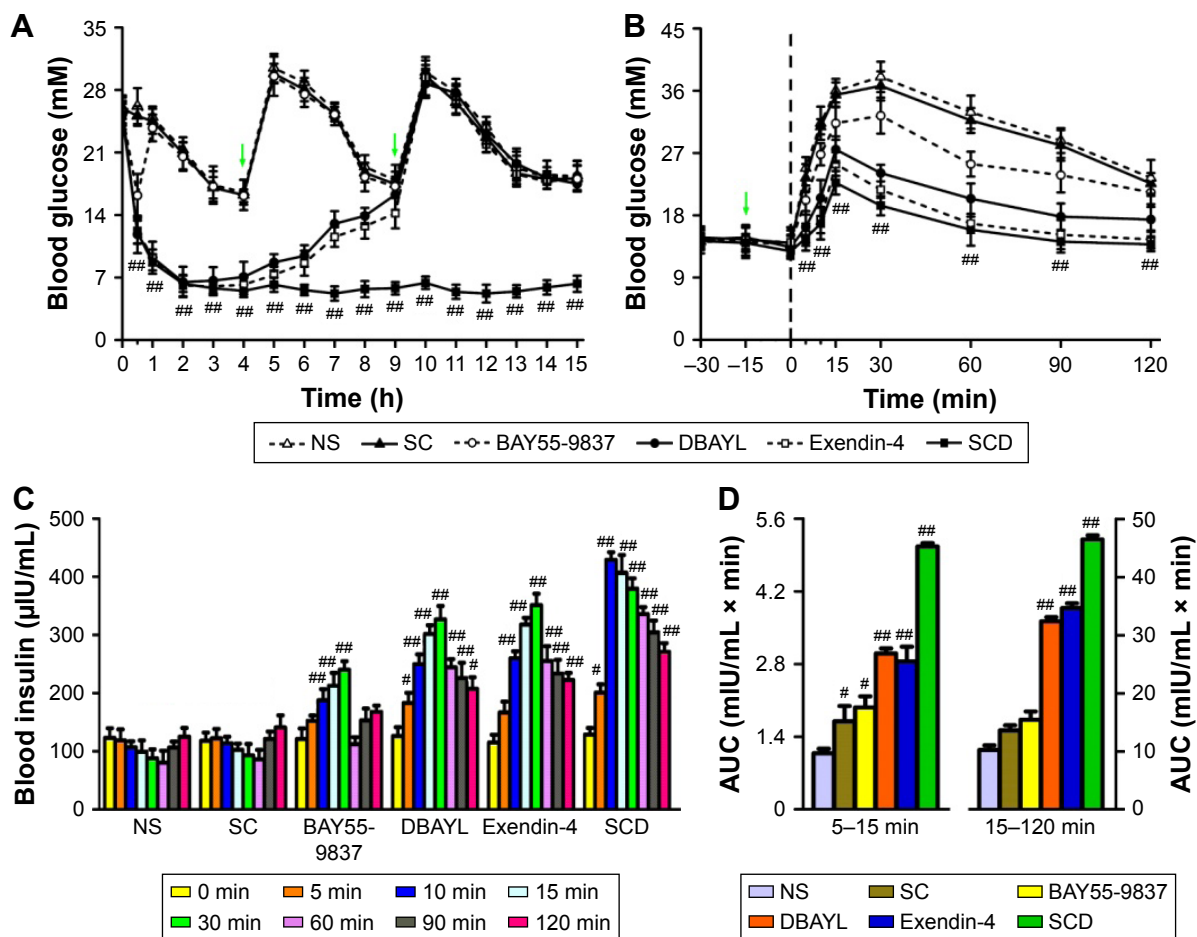 A
Blood glucose (mM)
35
28
21
14
7
0
## ## ## ## ## ## ## ## ## ## ## ## ## ## ## ##
0 1 2 3 4 5 6 7 8 9 10 11 12 13 14 15
Time (h)
B
Blood glucose (mM)
45
36
27
18
9
0
## ## ## ## ## ## ##
–30 –15 0 15 30 60 90 120
Time (min)
NS SC BAY55-9837 DBAYL Exendin-4 SCD
C
Blood insulin (µIU/mL)
500
400
300
200
100
0
## ## ##
# ## ## ## ## ## #
## ## ## ## ## ##
# ## ## ## ## ## ##
NS SC BAY55-9837 DBAYL Exendin-4 SCD
0 min 5 min 10 min 15 min
30 min 60 min 90 min 120 min
D
AUC (mIU/mL × min)
5.6
4.2
2.8
1.4
0
# # ## ## ##
## ## ##
5–15 min 15–120 min
50
40
30
20
10
0
AUC (mIU/mL × min)
NS SC BAY55-9837
DBAYL Exendin-4 SCD